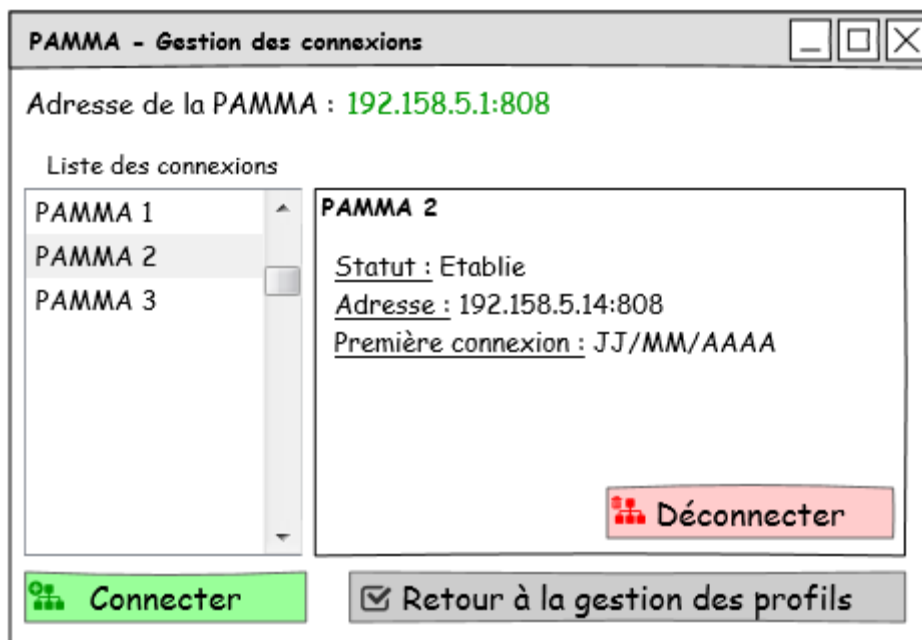 PAMMA - Gestion des connexions
Adresse de la PAMMA : 192.158.5.1:808
Liste des connexions
PAMMA 1
PAMMA 2
PAMMA 3
PAMMA 2
Statut : Etablie
Adresse : 192.158.5.14:808
Première connexion : JJ/MM/AAAA
Déconnecter
Connecter
Retour à la gestion des profils